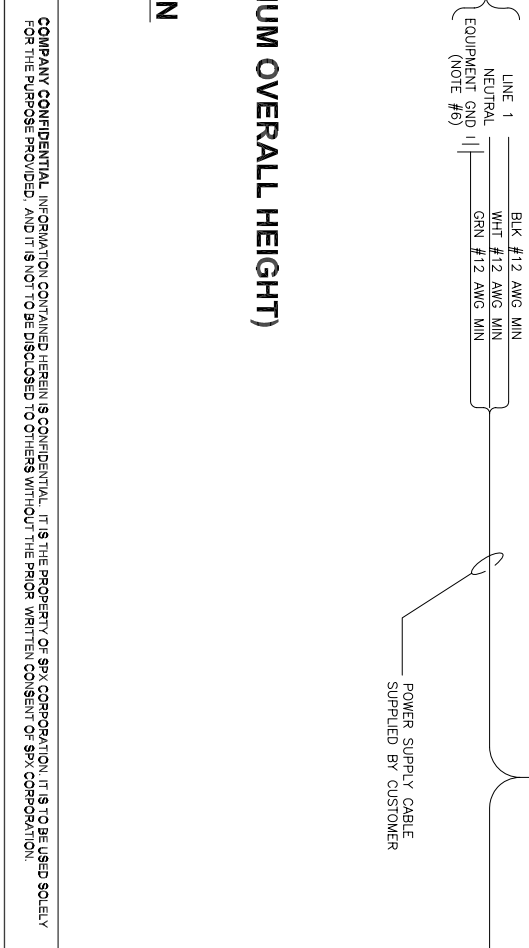 LINE 1
NEUTRAL
EQUIPMENT GND
(NOTE #6)
BLK #12 AWG MIN
WHT #12 AWG MIN
GRN #12 AWG MIN
POWER SUPPLY CABLE
SUPPLIED BY CUSTOMER
UM OVERALL HEIGHT)
N
COMPANY CONFIDENTIAL INFORMATION CONTAINED HEREIN IS CONFIDENTIAL. IT IS THE PROPERTY OF SPX CORPORATION. IT IS TO BE USED SOLELY
FOR THE PURPOSE PROVIDED, AND IT IS NOT TO BE DISCLOSED TO OTHERS WITHOUT THE PRIOR WRITTEN CONSENT OF SPX CORPORATION.